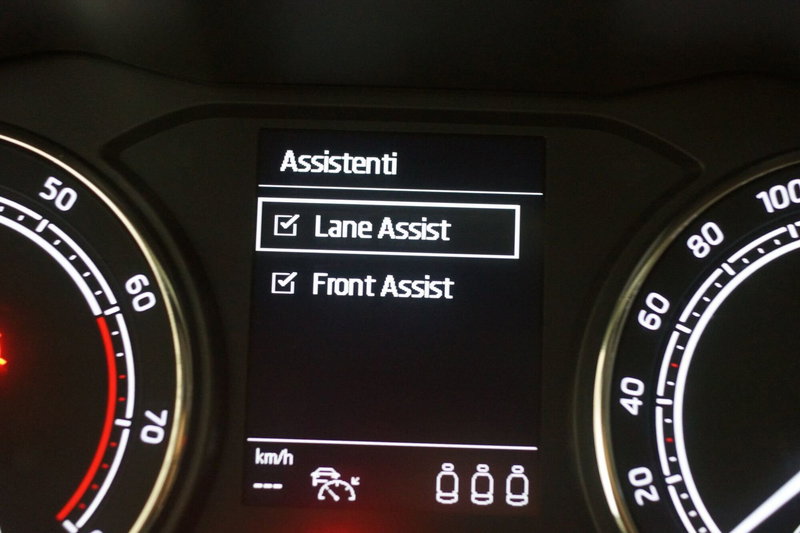 Assistenti
Lane Assist
Front Assist
km/h
---
50
60
70
20
40
60
80
100